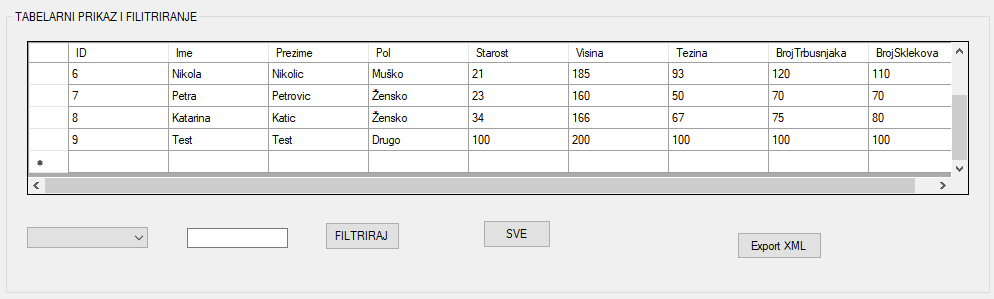 TABELARNI PRIKAZ I FILITRIRANJE
ID Ime Prezime Pol Starost Visina Tezina BrojTrbusnjaka BrojSklekova
6 Nikola Nikolic Muško 21 185 93 120 110
7 Petra Petrovic Žensko 23 160 50 70 70
8 Katarina Katic Žensko 34 166 67 75 80
9 Test Test Drugo 100 200 100 100 100
FILTRIRAJ SVE Export XML